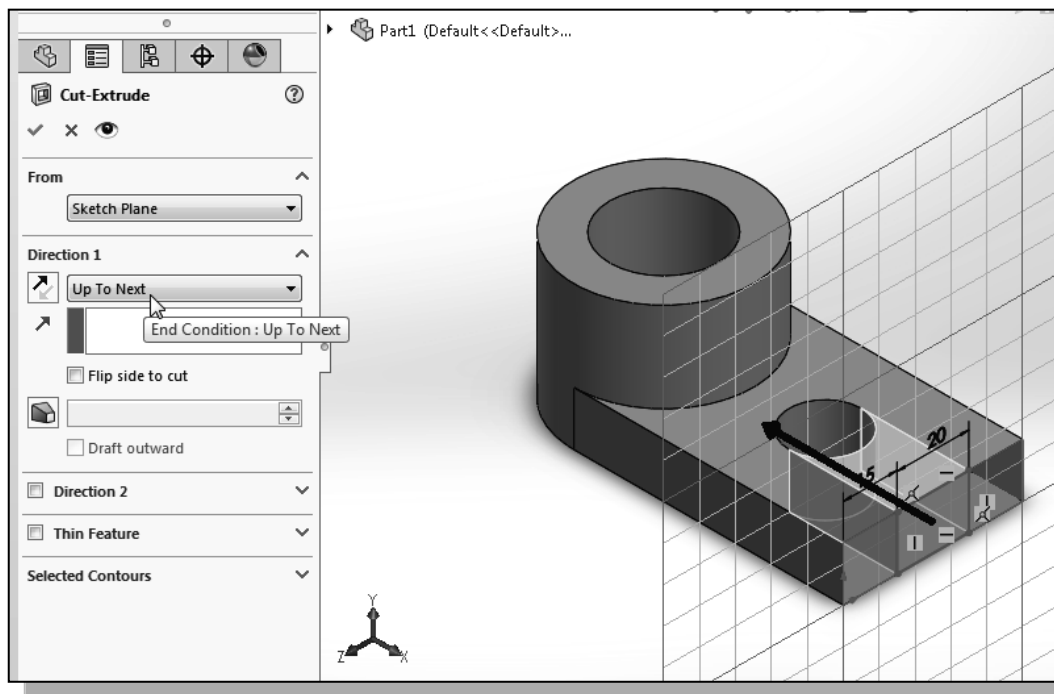 Part1 (Default<<Default>...
Cut-Extrude
From
Sketch Plane
Direction 1
Up To Next
End Condition : Up To Next
Flip side to cut
Draft outward
Direction 2
Thin Feature
Selected Contours
20
15
Y
Z
X